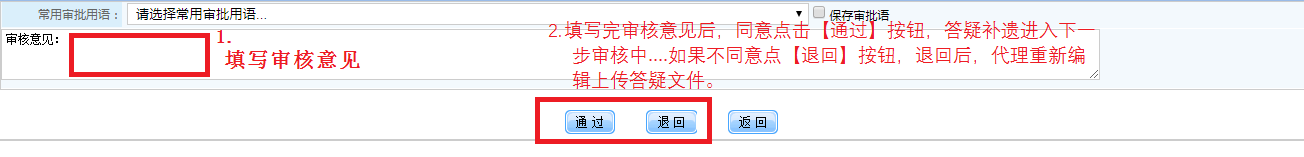 常用审批用语： 请选择常用审批用语... 保存审批语
审核意见:
1.
填写审核意见
2.填写完审核意见后，同意点击【通过】按钮，答疑补遗进入下一
步审核中....如果不同意点【退回】按钮，退回后，代理重新编
辑上传答疑文件。
通过 退回 返回